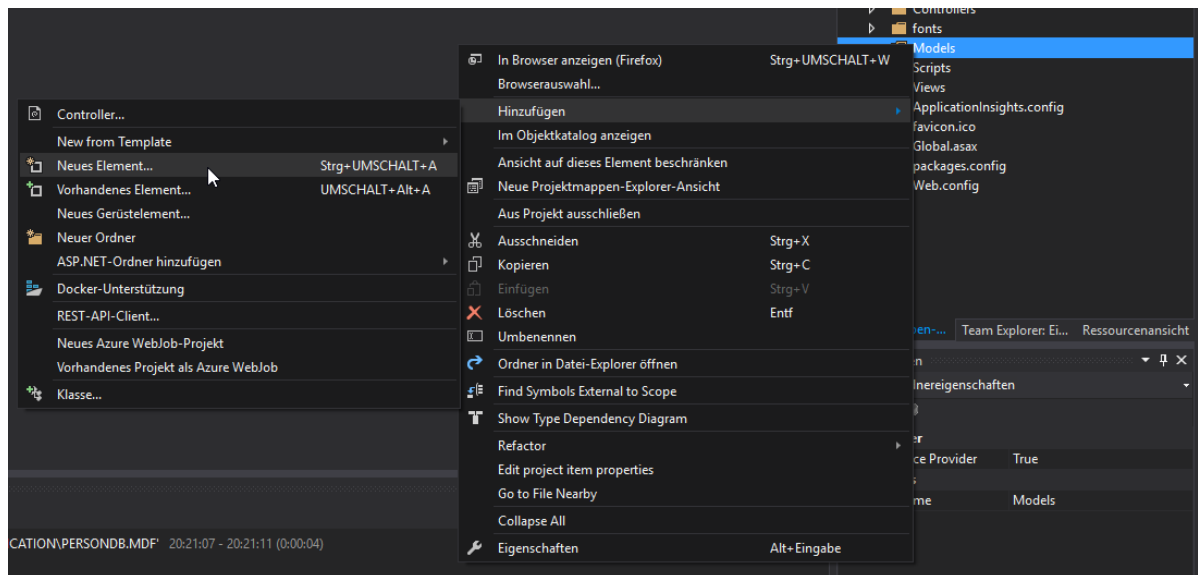 Controllers
fonts
Models
Scripts
Views
ApplicationInsights.config
favicon.ico
Global.asax
packages.config
Web.config
In Browser anzeigen (Firefox) Strg+UMSCHALT+W
Browserauswahl...
Hinzufügen
Im Objektkatalog anzeigen
Ansicht auf dieses Element beschränken
Neue Projektmappen-Explorer-Ansicht
Aus Projekt ausschließen
Ausschneiden Strg+X
Kopieren Strg+C
Einfügen Strg+V
Löschen Entf
Umbenennen
Ordner in Datei-Explorer öffnen
Find Symbols External to Scope
Show Type Dependency Diagram
Refactor
Edit project item properties
Go to File Nearby
Collapse All
Eigenschaften Alt+Eingabe
Controller...
New from Template
Neues Element... Strg+UMSCHALT+A
Vorhandenes Element... UMSCHALT+Alt+A
Neues Gerüstelement...
Neuer Ordner
ASP.NET-Ordner hinzufügen
Docker-Unterstützung
REST-API-Client...
Neues Azure WebJob-Projekt
Vorhandenes Projekt als Azure WebJob
Klasse...
pen-... Team Explorer: Ei... Ressourcenansicht
en
nereigenschaften
er
ce Provider True
s
me Models
CATION\PERSONDB.MDF' 20:21:07 - 20:21:11 (0:00:04)